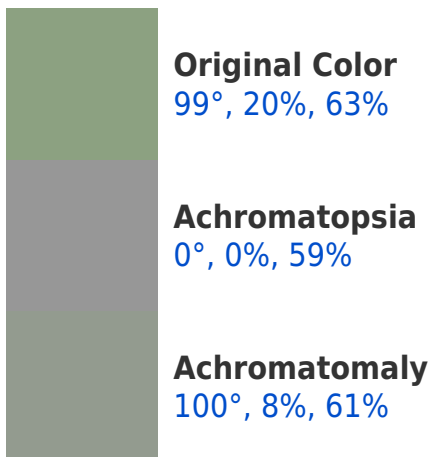 Original Color
99°, 20%, 63%
Achromatopsia
0°, 0%, 59%
Achromatomaly
100°, 8%, 61%